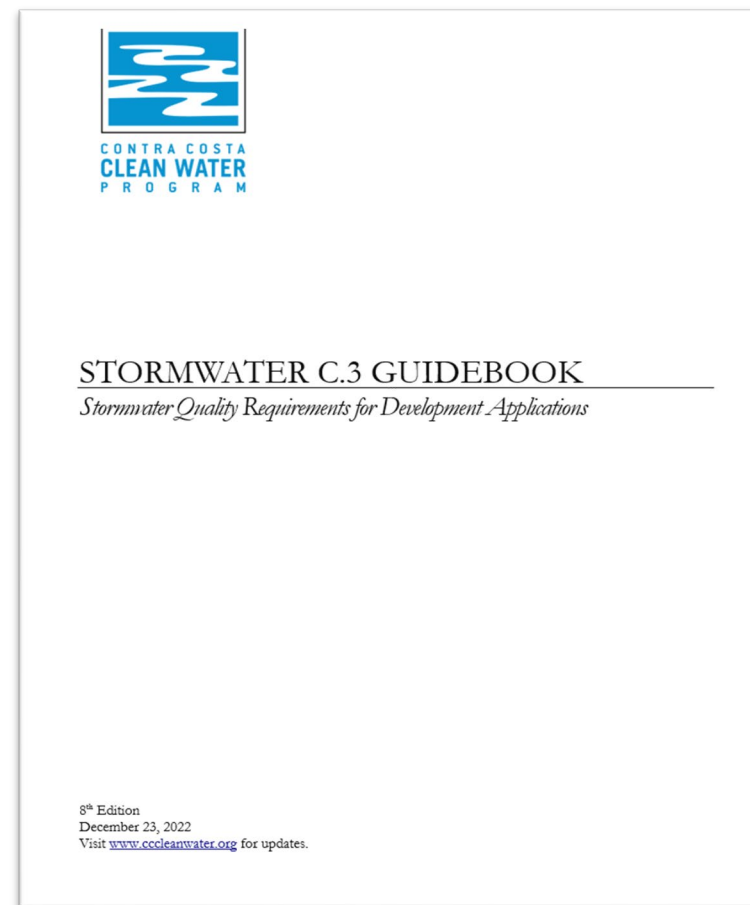 CONTRA COSTA
CLEAN WATER
PROGRAM
STORMWATER C.3 GUIDEBOOK
Stormwater Quality Requirements for Development Applications
8th Edition
December 23, 2022
Visit www.cccleanwater.org for updates.